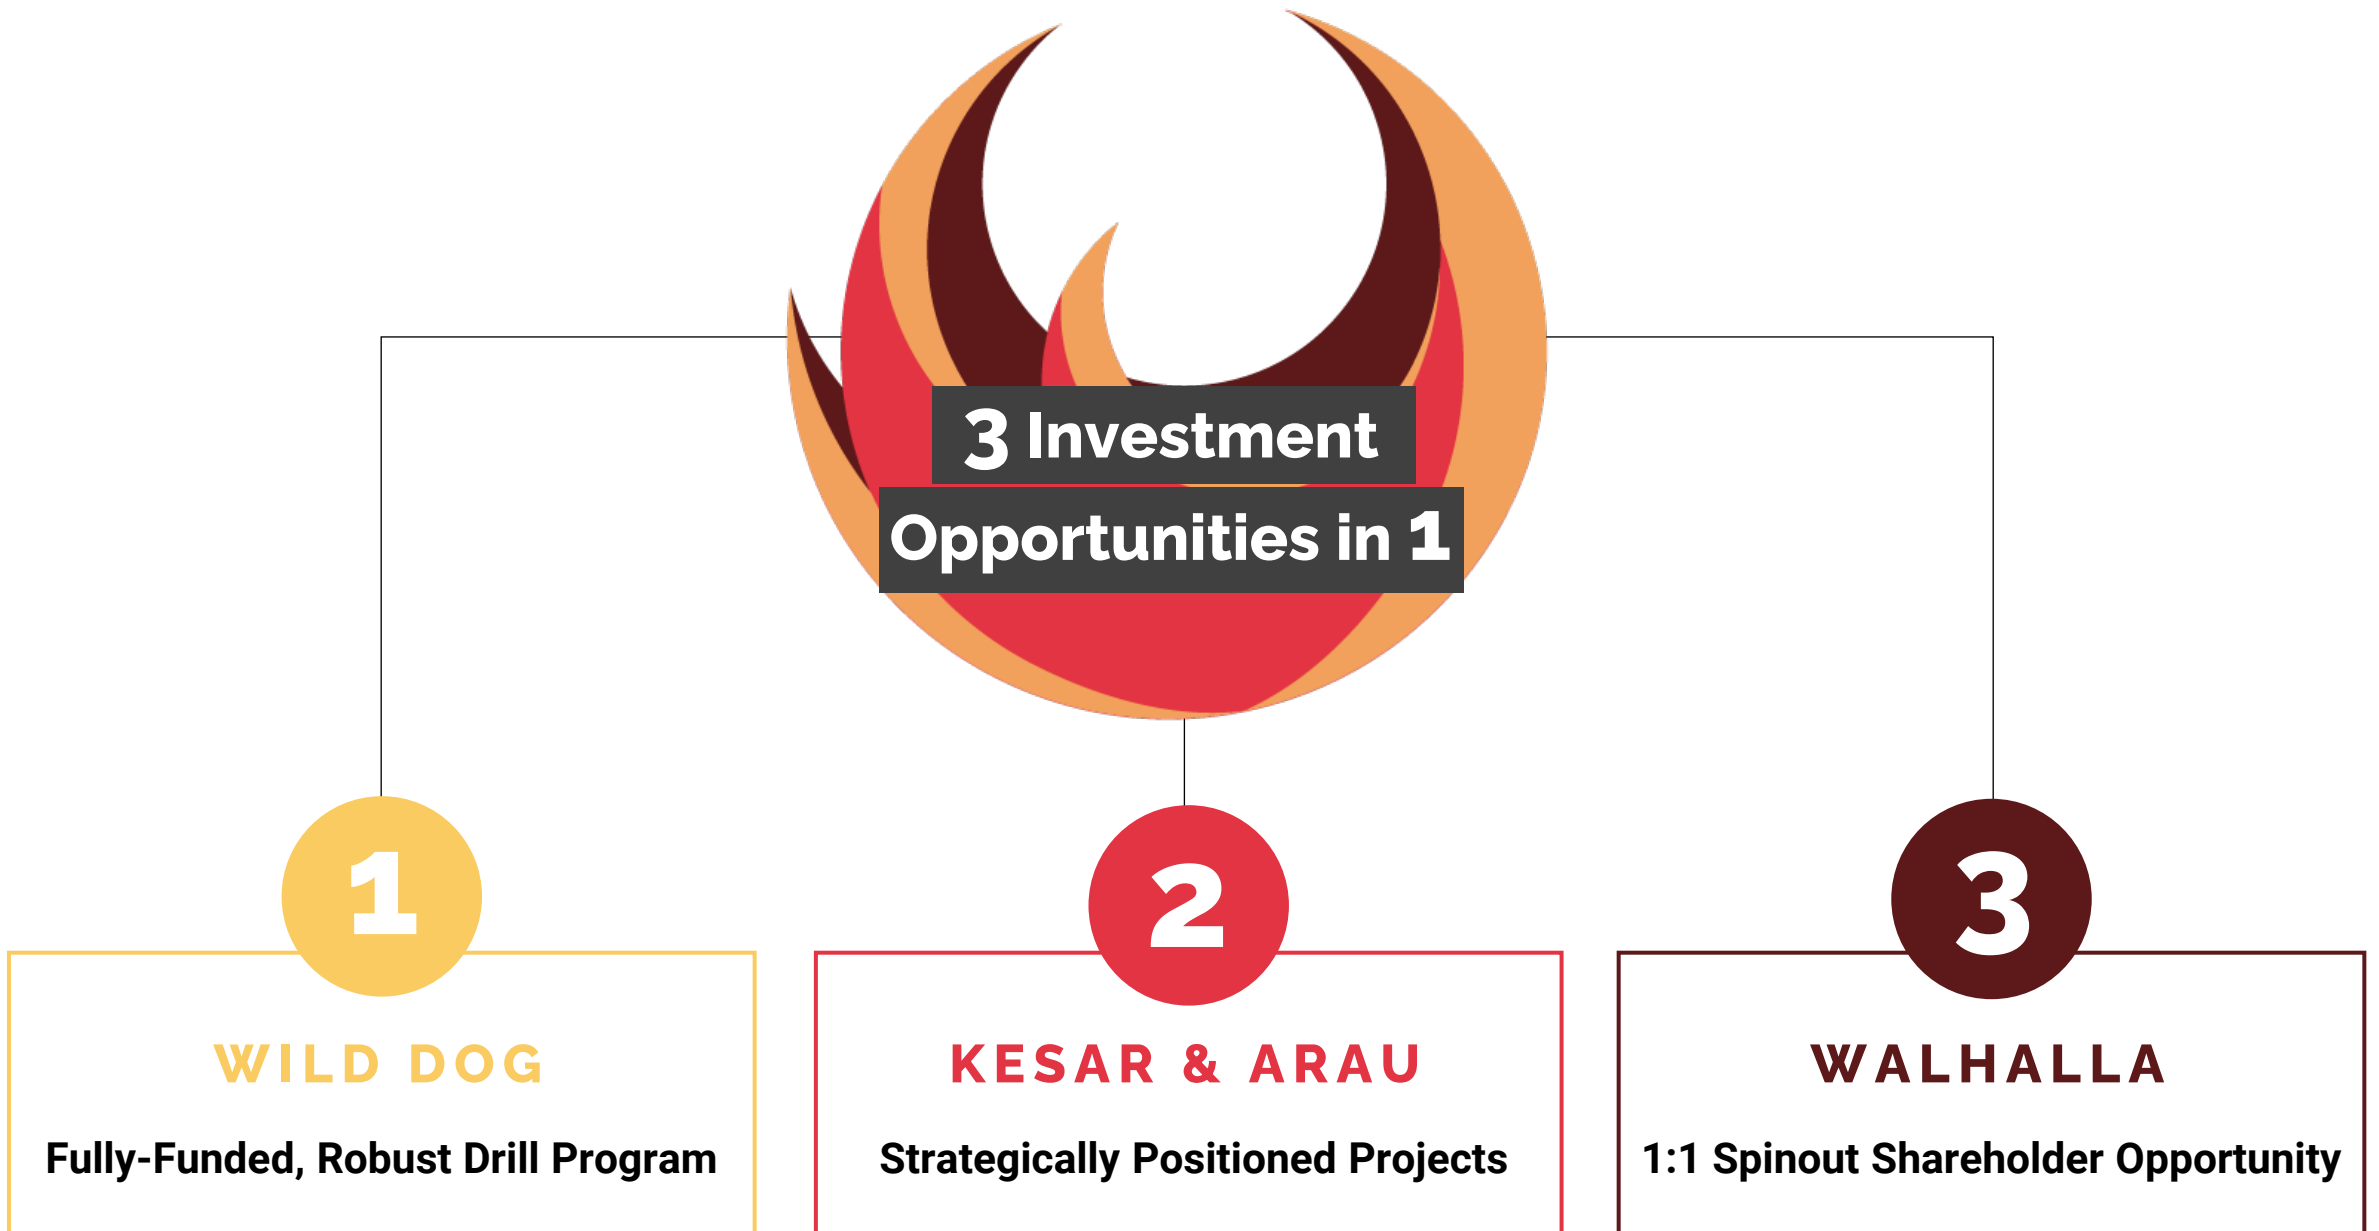 3 Investment
Opportunities in 1
1
WILD DOG
Fully-Funded, Robust Drill Program
2
KESAR & ARAU
Strategically Positioned Projects
3
WALHALLA
1:1 Spinout Shareholder Opportunity